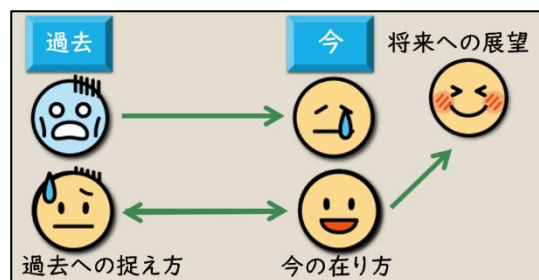 過去
今
将来への展望
過去への捉え方
今の在り方